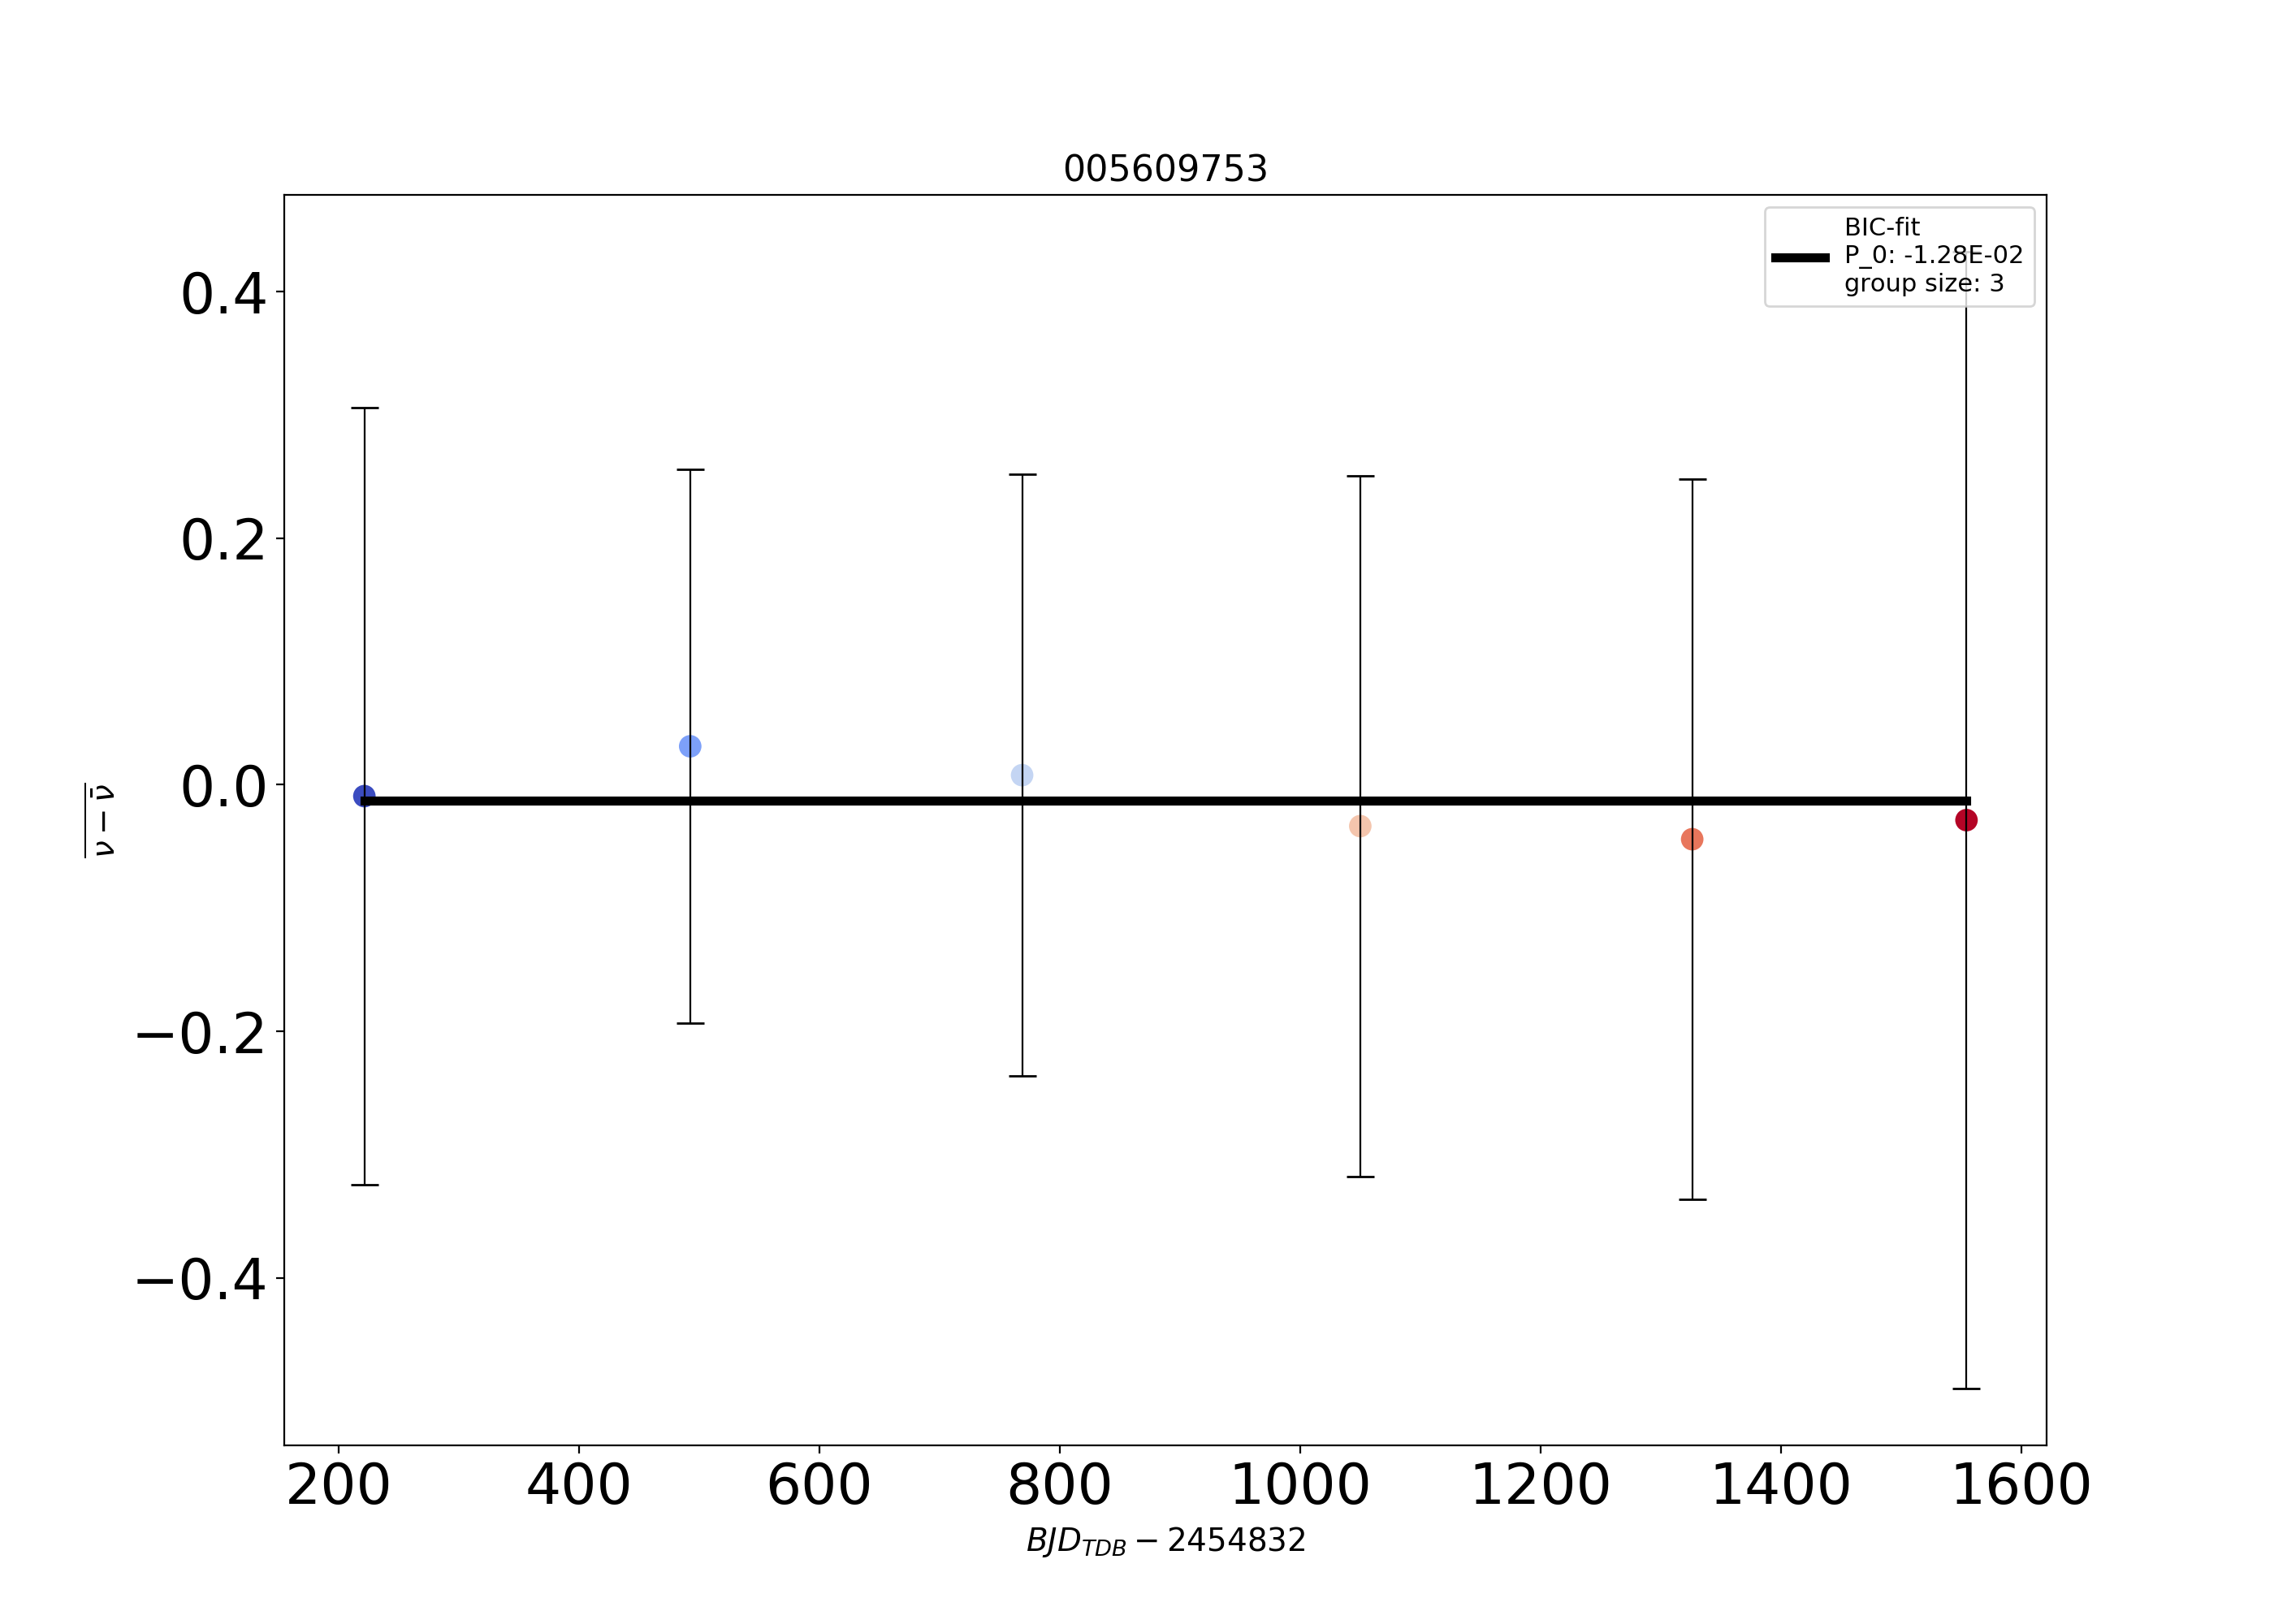 005609753
BIC-fit
P_0: -1.28E-02
group size: 3
0.4
0.2
0.0
−0.2
−0.4
ν − ν̄
200 400 600 800 1000 1200 1400 1600
BJD_TDB − 2454832